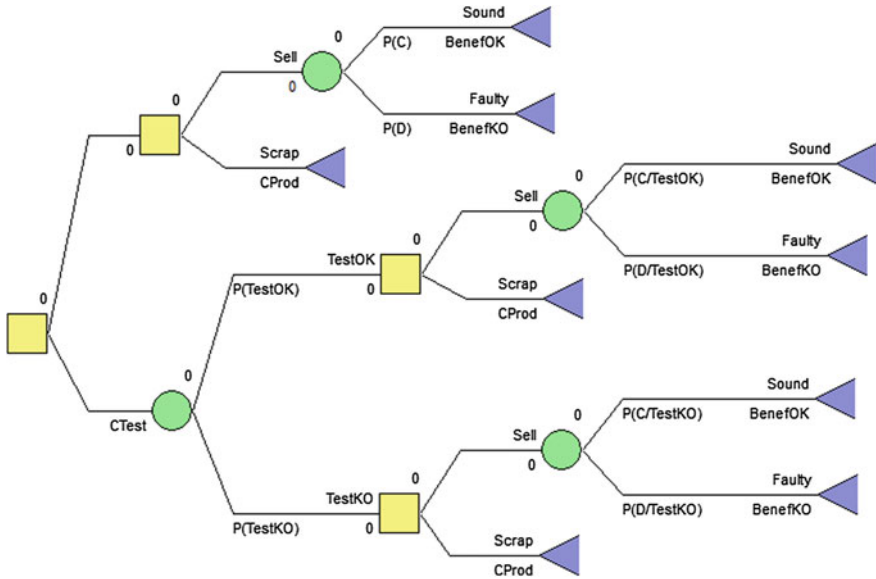 0
Sound
0
Sell
P(C)
BenefOK
0
0
Faulty
0
P(D)
BenefKO
Scrap
CProd
0
Sound
Sell
P(C/TestOK)
BenefOK
0
0
Faulty
TestOK
P(D/TestOK)
BenefKO
P(TestOK)
0
Scrap
CProd
0
0
0
Sound
CTest
Sell
P(C/TestKO)
BenefOK
0
0
Faulty
TestKO
P(D/TestKO)
BenefKO
P(TestKO)
0
Scrap
CProd